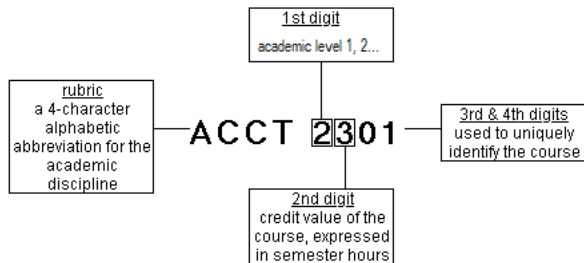 1st digit
academic level 1, 2...
rubric
a 4-character
alphabetic
abbreviation for the
academic
discipline
ACCT 2301
3rd & 4th digits
used to uniquely
identify the course
2nd digit
credit value of the
course, expressed
in semester hours